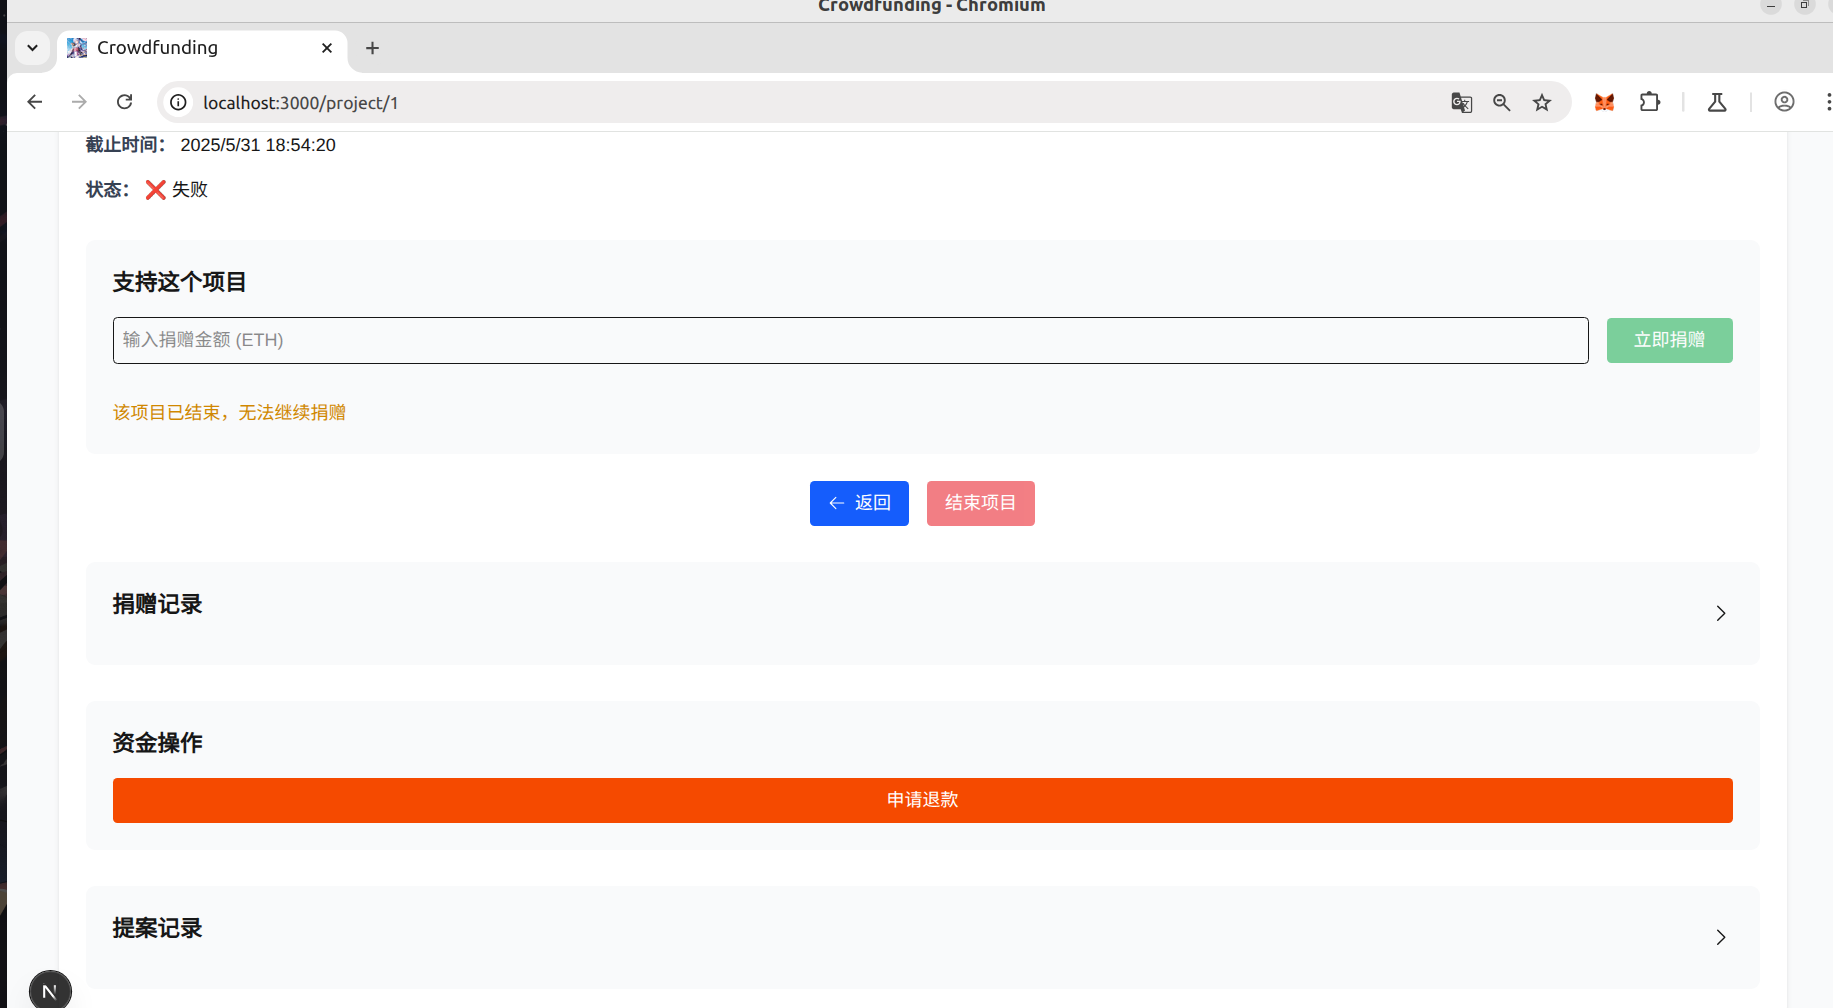 Crowdfunding - Chromium
Crowdfunding
localhost:3000/project/1
截止时间： 2025/5/31 18:54:20
状态： ❌ 失败
支持这个项目
输入捐赠金额 (ETH)
立即捐赠
该项目已结束，无法继续捐赠
← 返回
结束项目
捐赠记录
资金操作
申请退款
提案记录
N